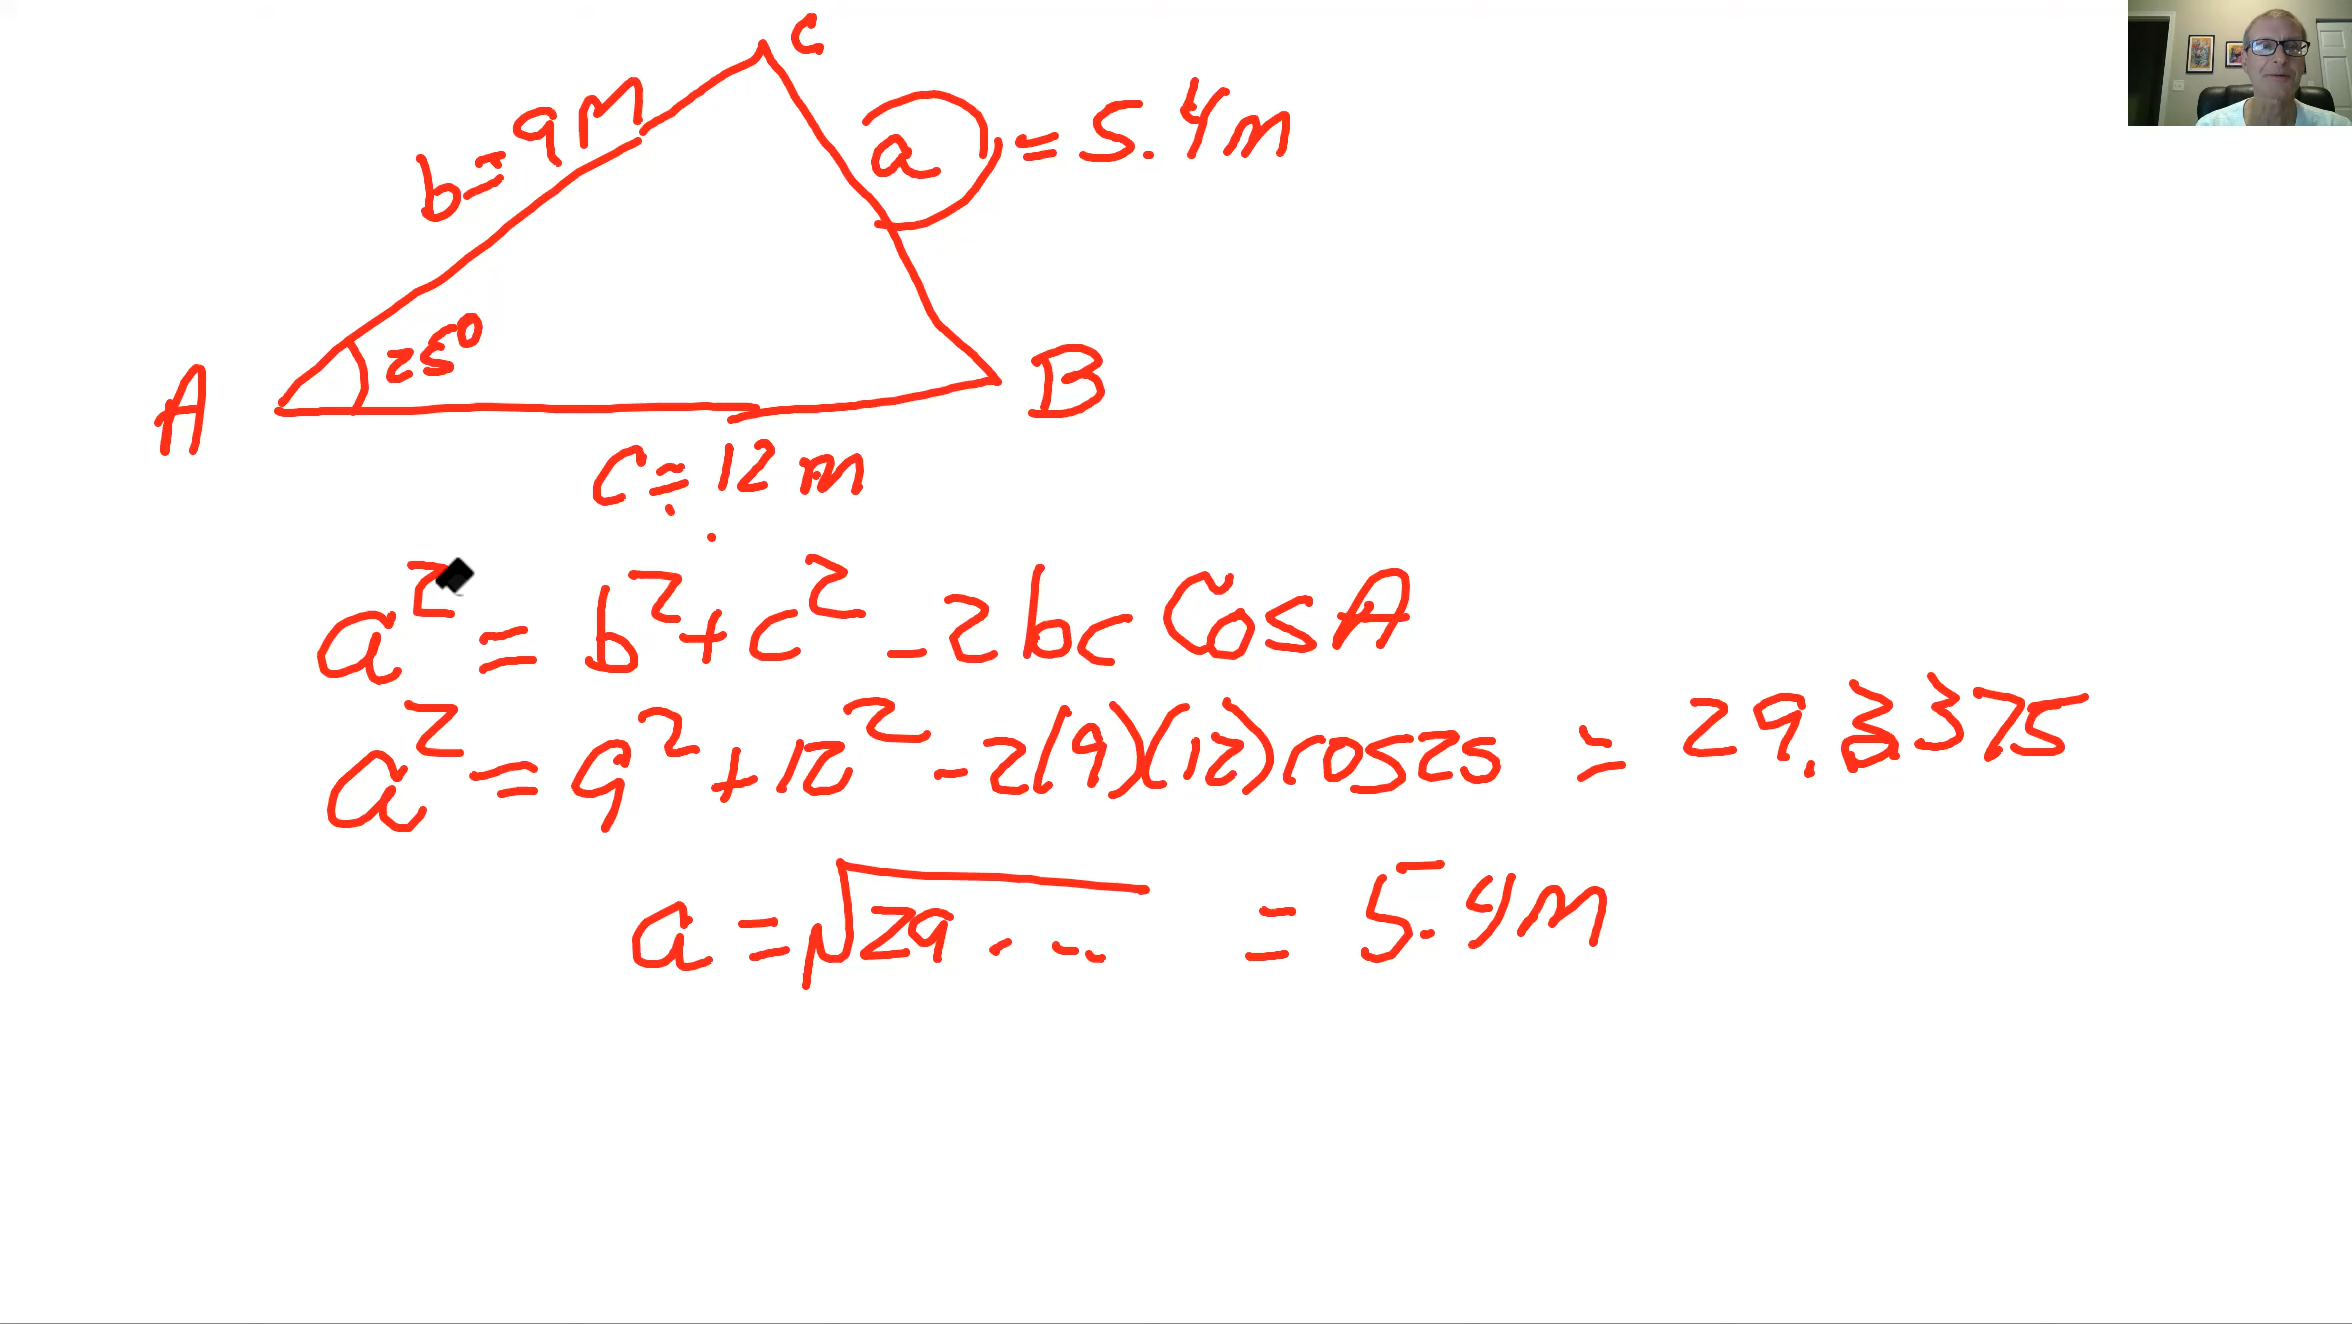 C
b=9m
a = 5.4m
25°
A
B
c=12m
a² = b² + c² - 2bc CosA
a² = 9² + 12² - 2(9)(12)cos25 = 29.3375
a = √29... = 5.4m